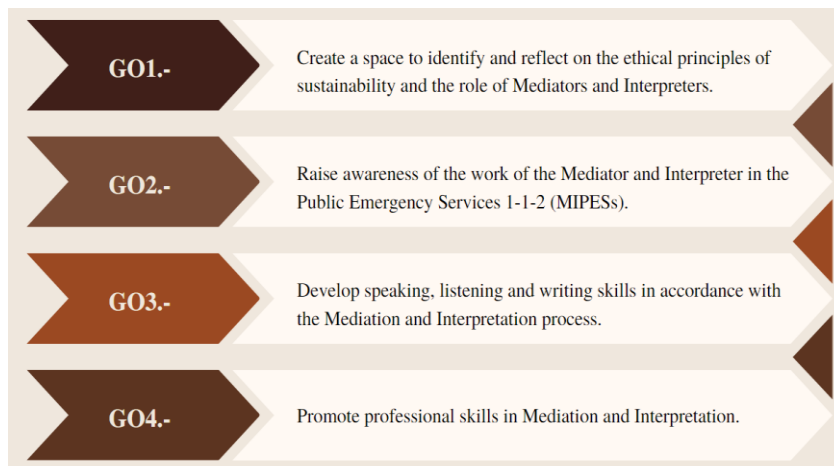 GO1.-
Create a space to identify and reflect on the ethical principles of
sustainability and the role of Mediators and Interpreters.
GO2.-
Raise awareness of the work of the Mediator and Interpreter in the
Public Emergency Services 1-1-2 (MIPESs).
GO3.-
Develop speaking, listening and writing skills in accordance with
the Mediation and Interpretation process.
GO4.-
Promote professional skills in Mediation and Interpretation.